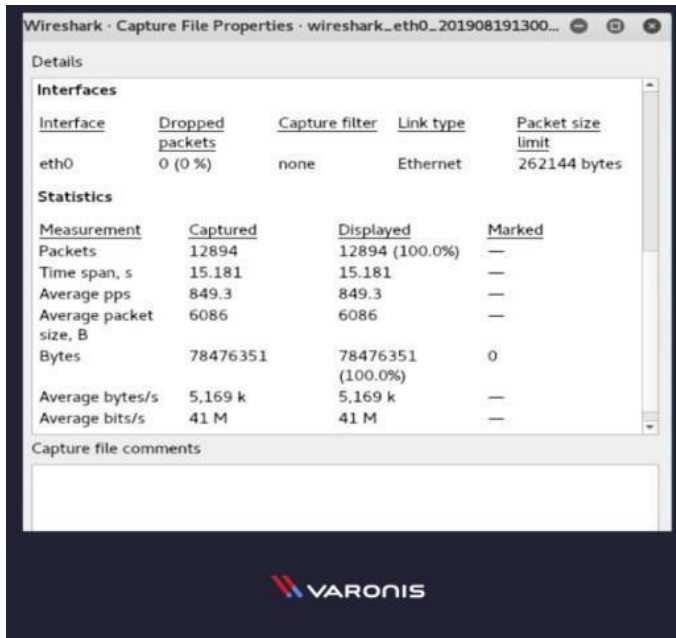 Wireshark · Capture File Properties · wireshark_eth0_201908191300...
Details
Interfaces
Interface Dropped packets Capture filter Link type Packet size limit
eth0 0 (0 %) none Ethernet 262144 bytes
Statistics
Measurement Captured Displayed Marked
Packets 12894 12894 (100.0%) —
Time span, s 15.181 15.181 —
Average pps 849.3 849.3 —
Average packet size, B 6086 6086 —
Bytes 78476351 78476351 (100.0%) 0
Average bytes/s 5,169 k 5,169 k —
Average bits/s 41 M 41 M —
Capture file comments
VARONIS